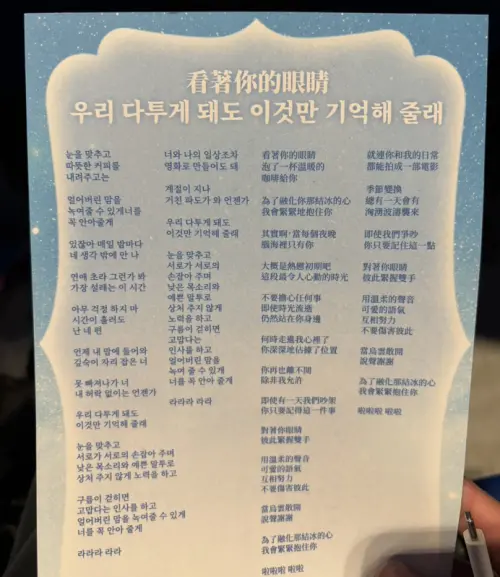 看著你的眼睛
우리 다투게 돼도 이것만 기억해 줄래
눈을 맞추고
따뜻한 커피를
내려주고는
얼어버린 맘을
녹여줄 수 있게너를
꼭 안아줄게
있잖아 매일 밤마다
네 생각 밖에 안 나
연애 초라 그런가 봐
가장 설레는 이 시간
아무 걱정 하지 마
시간이 흘러도
난 네 편
언제 내 맘에 들어와
깊숙이 자리 잡은 너
못 빠져나가 너
내 허락 없이는 언젠가
우리 다투게 돼도
이것만 기억해 줄래
눈을 맞추고
서로가 서로의 손잡아 주며
낮은 목소리와 예쁜 말투로
상처 주지 않게 노력을 하고
구름이 걷히면
고맙다는 인사를 하고
얼어버린 맘을 녹여줄 수 있게
너를 꼭 안아 줄게
라라라 라라
너와 나의 일상조차
영화로 만들어도 돼
계절이 지나
거친 파도가 와 언젠가
우리 다투게 돼도
이것만 기억해 줄래
눈을 맞추고
서로가 서로의
손잡아 주며
낮은 목소리와
예쁜 말투로
상처 주지 않게
노력을 하고
구름이 걷히면
고맙다는
인사를 하고
얼어버린 맘을
녹여 줄 수 있게
너를 꼭 안아 줄게
라라라 라라
看著你的眼睛
泡了一杯溫暖的
咖啡給你
為了融化你那結冰的心
我會緊緊地抱住你
其實啊，當每個夜晚
腦海裡只有你
大概是熱戀初期吧
這段最令人心動的時光
不要擔心任何事
即使時光流逝
仍然站在你身邊
何時走進我心裡了
你深深地佔據了位置
你再也離不開
除非我允許
即使有一天我們吵架
你只要記得這一件事
對著你眼睛
彼此緊握雙手
用溫柔的聲音
可愛的語氣
互相努力
不要傷害彼此
當烏雲散開
說聲謝謝
為了融化那結冰的心
我會緊緊抱住你
啦啦啦 啦啦
就連你和我的日常
都能拍成一部電影
季節變換
總有一天會有
洶湧波濤襲來
即使我們爭吵
你只要記住這一點
對著你眼睛
彼此緊握雙手
用溫柔的聲音
可愛的語氣
互相努力
不要傷害彼此
當烏雲散開
說聲謝謝
為了融化那結冰的心
我會緊緊抱住你
啦啦啦 啦啦